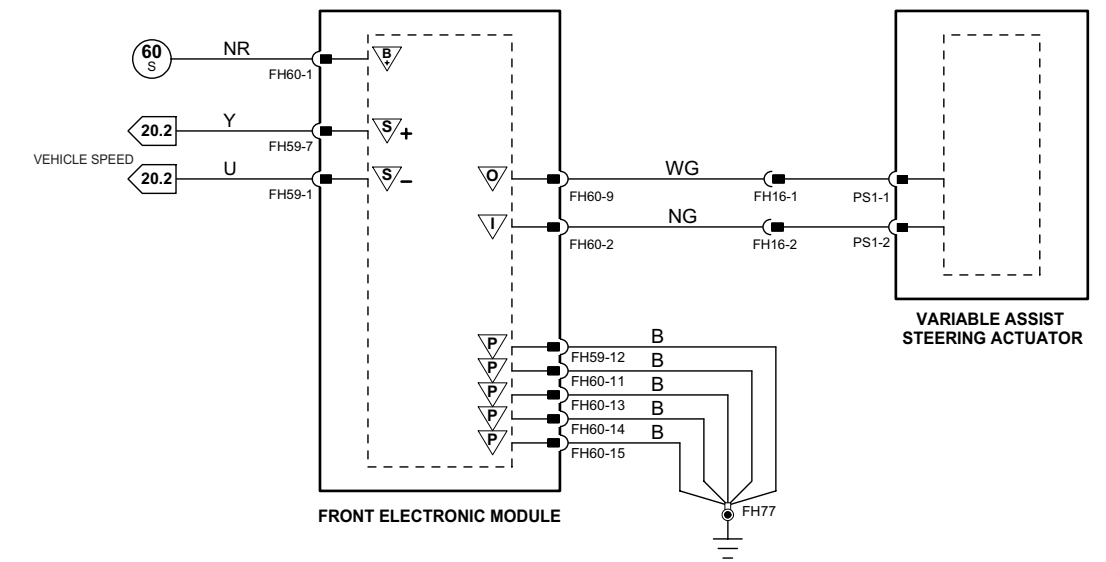 60
S
NR
FH60-1
B
+
20.2
Y
FH59-7
S
+
VEHICLE SPEED
20.2
U
FH59-1
S
–
O
FH60-9
WG
FH16-1
PS1-1
I
FH60-2
NG
FH16-2
PS1-2
VARIABLE ASSIST
STEERING ACTUATOR
P
FH59-12
B
P
FH60-11
B
P
FH60-13
B
P
FH60-14
B
P
FH60-15
B
FH77
FRONT ELECTRONIC MODULE